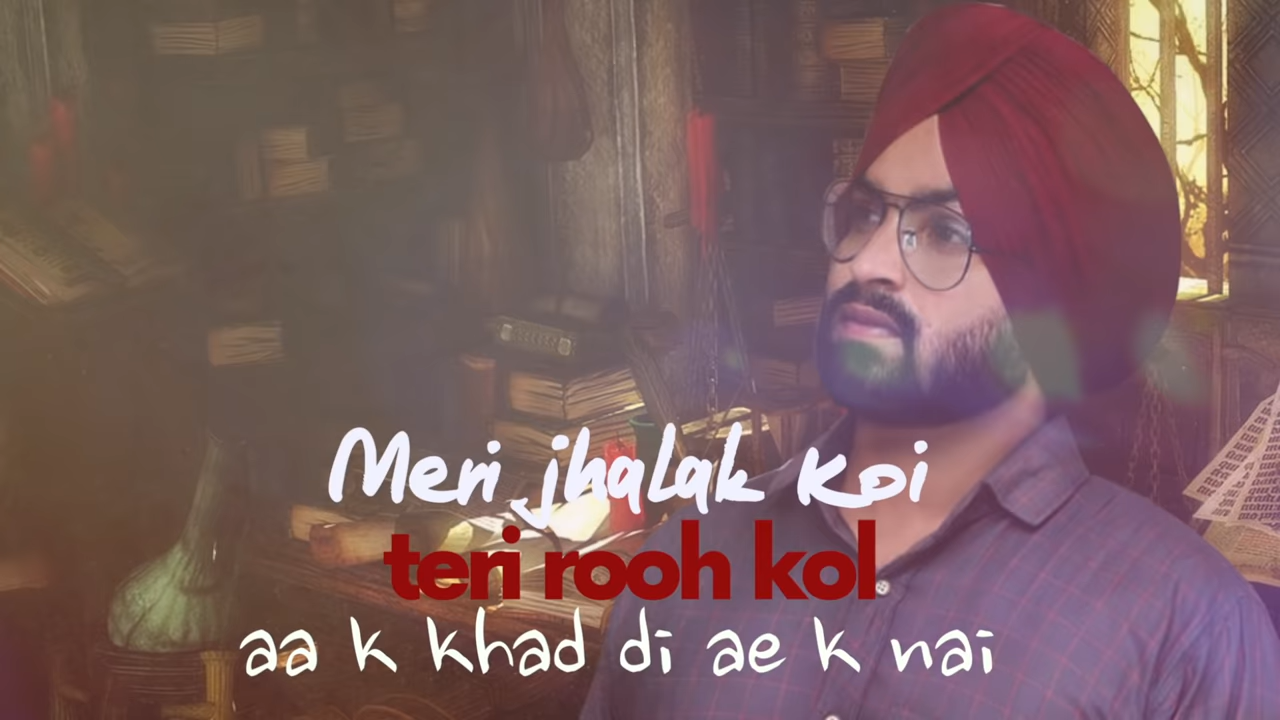 Meri jhalak koi
teri rooh kol
aa k khad di ae k nai